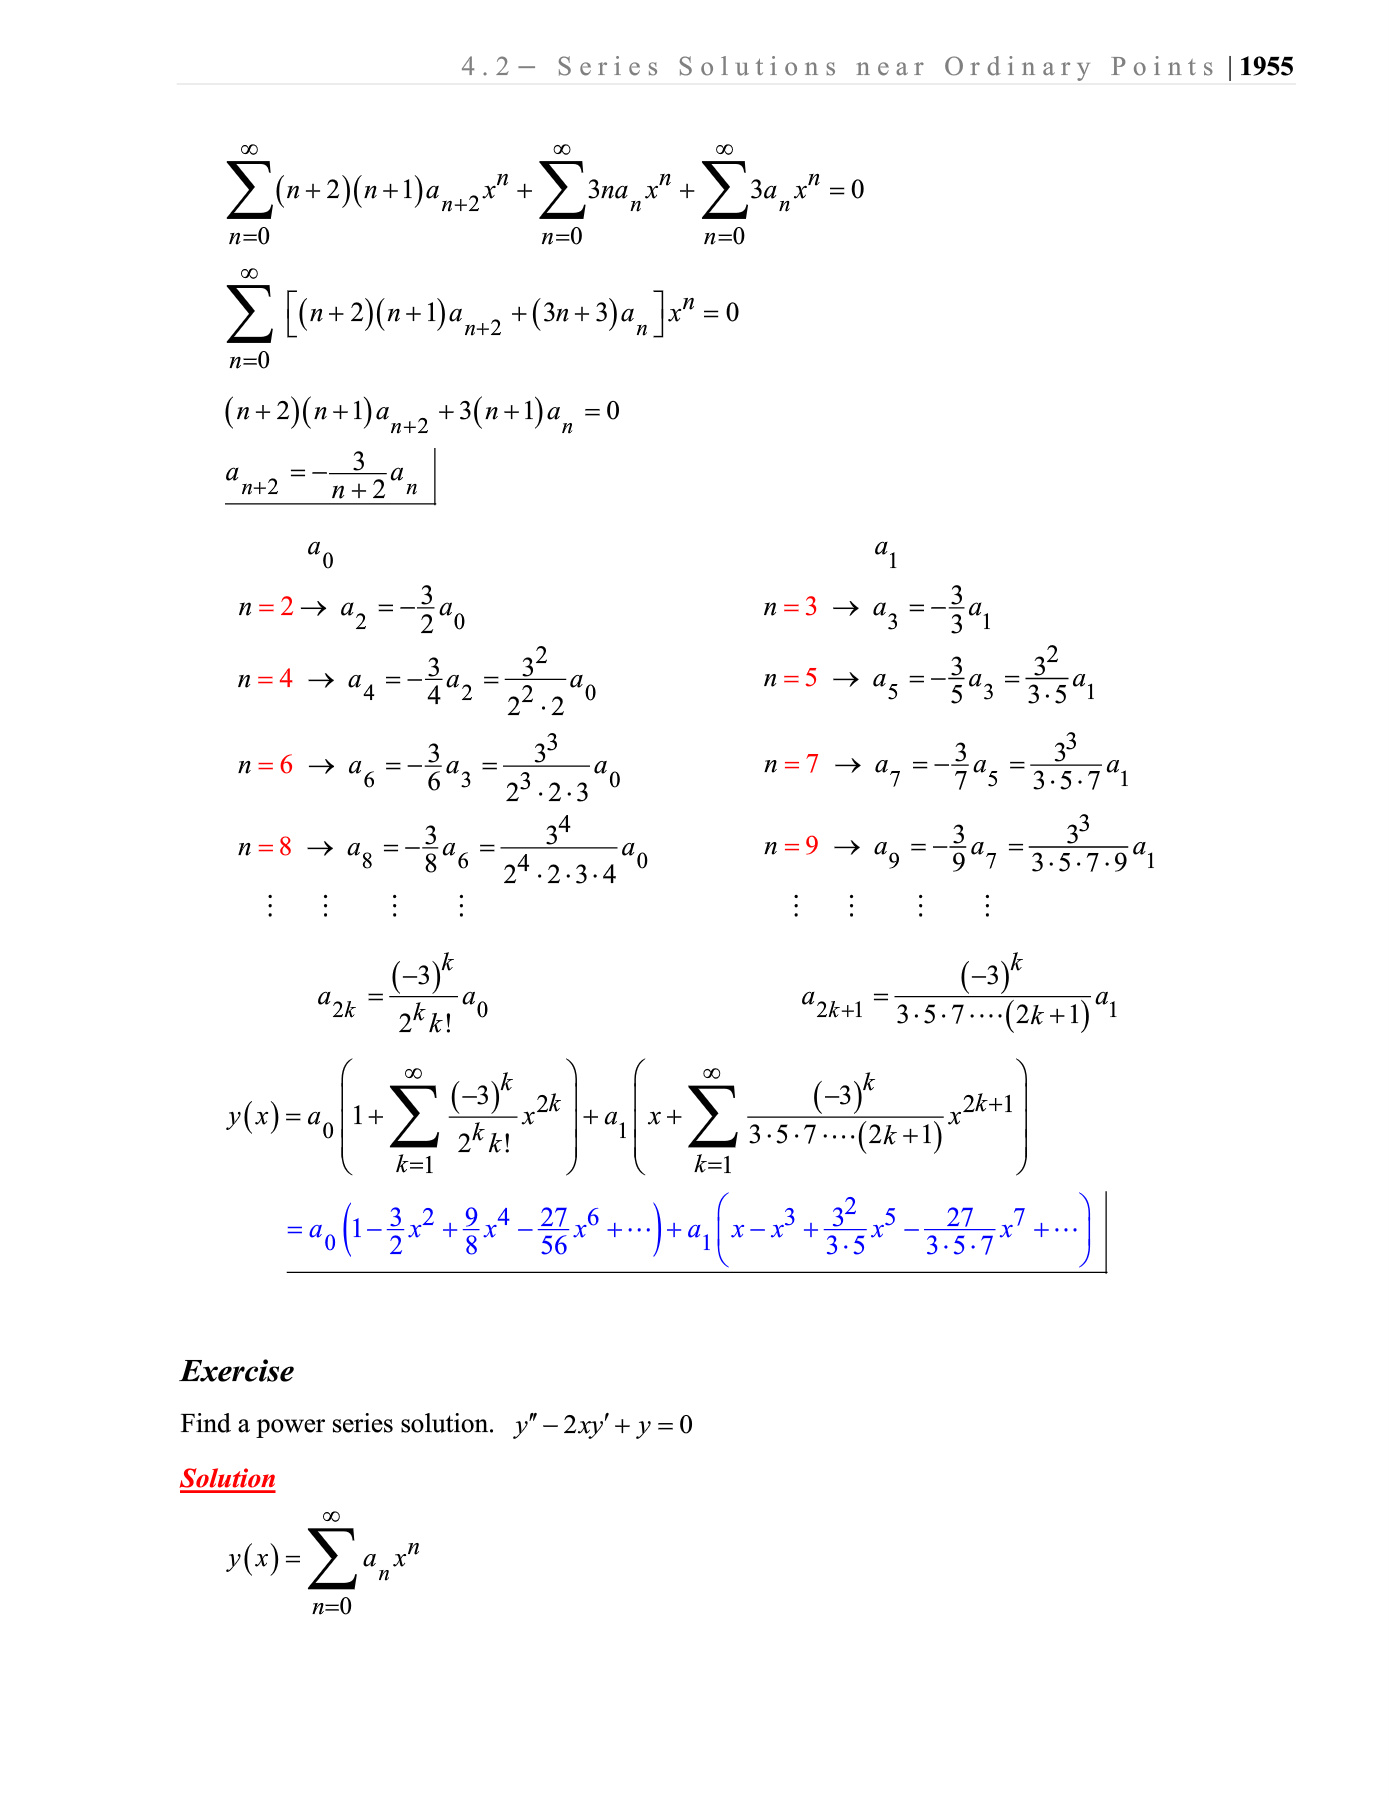 4.2− Series Solutions near Ordinary Points | 1955
$\sum_{n=0}^{\infty}(n+2)(n+1)a_{n+2}x^n + \sum_{n=0}^{\infty}3na_nx^n + \sum_{n=0}^{\infty}3a_nx^n = 0$
$\sum_{n=0}^{\infty}\left[(n+2)(n+1)a_{n+2} + (3n+3)a_n\right]x^n = 0$
$(n+2)(n+1)a_{n+2} + 3(n+1)a_n = 0$
$a_{n+2} = -\frac{3}{n+2}a_n$
$a_0$
$n=2 \to a_2 = -\frac{3}{2}a_0$
$n=4 \to a_4 = -\frac{3}{4}a_2 = \frac{3^2}{2^2 \cdot 2}a_0$
$n=6 \to a_6 = -\frac{3}{6}a_3 = \frac{3^3}{2^3 \cdot 2 \cdot 3}a_0$
$n=8 \to a_8 = -\frac{3}{8}a_6 = \frac{3^4}{2^4 \cdot 2 \cdot 3 \cdot 4}a_0$
⋮ ⋮ ⋮ ⋮
$a_{2k} = \frac{(-3)^k}{2^k k!}a_0$
$a_1$
$n=3 \to a_3 = -\frac{3}{3}a_1$
$n=5 \to a_5 = -\frac{3}{5}a_3 = \frac{3^2}{3 \cdot 5}a_1$
$n=7 \to a_7 = -\frac{3}{7}a_5 = \frac{3^3}{3 \cdot 5 \cdot 7}a_1$
$n=9 \to a_9 = -\frac{3}{9}a_7 = \frac{3^3}{3 \cdot 5 \cdot 7 \cdot 9}a_1$
⋮ ⋮ ⋮ ⋮
$a_{2k+1} = \frac{(-3)^k}{3 \cdot 5 \cdot 7 \cdots (2k+1)}a_1$
$y(x) = a_0\left(1 + \sum_{k=1}^{\infty}\frac{(-3)^k}{2^k k!}x^{2k}\right) + a_1\left(x + \sum_{k=1}^{\infty}\frac{(-3)^k}{3 \cdot 5 \cdot 7 \cdots (2k+1)}x^{2k+1}\right)$
$= a_0\left(1 - \frac{3}{2}x^2 + \frac{9}{8}x^4 - \frac{27}{56}x^6 + \cdots\right) + a_1\left(x - x^3 + \frac{3^2}{3 \cdot 5}x^5 - \frac{27}{3 \cdot 5 \cdot 7}x^7 + \cdots\right)$
Exercise
Find a power series solution. $y'' - 2xy' + y = 0$
Solution
$y(x) = \sum_{n=0}^{\infty}a_nx^n$